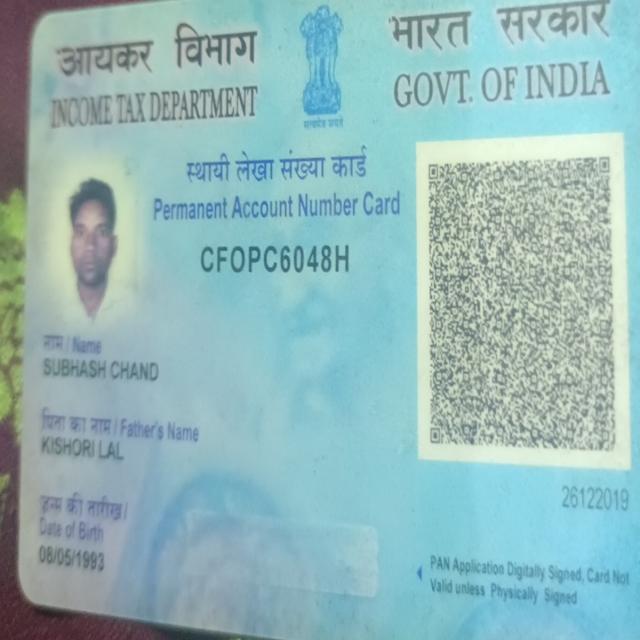 आयकर विभाग
INCOME TAX DEPARTMENT
भारत सरकार
GOVT. OF INDIA
सत्यमेव जयते
स्थायी लेखा संख्या कार्ड
Permanent Account Number Card
CFOPC6048H
नाम / Name
SUBHASH CHAND
पिता का नाम / Father's Name
KISHORI LAL
जन्म की तारीख /
Date of Birth
08/05/1993
26122019
PAN Application Digitally Signed, Card Not
Valid unless Physically Signed